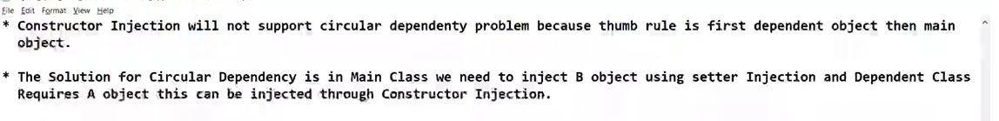 File Edit Format View Help
* Constructor Injection will not support circular dependenty problem because thumb rule is first dependent object then main
object.
* The Solution for Circular Dependency is in Main Class we need to inject B object using setter Injection and Dependent Class
Requires A object this can be injected through Constructor Injection.